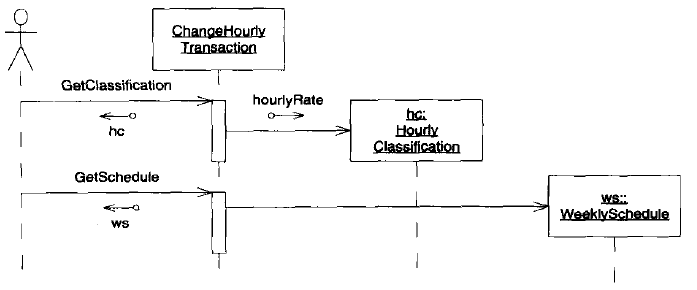 ChangeHourly
Transaction
GetClassification
hourlyRate
hc
hc:
Hourly
Classification
GetSchedule
ws
ws::
WeeklySchedule